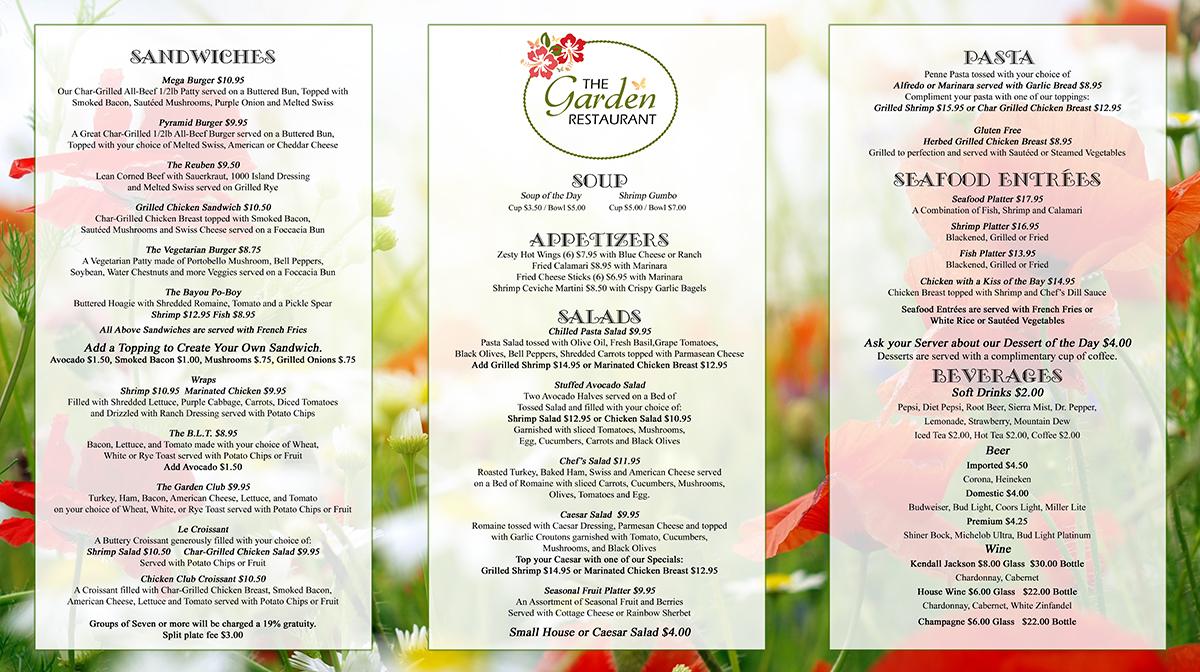 SANDWICHES
Mega Burger $10.95
Our Char-Grilled All-Beef 1/2lb Patty served on a Buttered Bun, Topped with
Smoked Bacon, Sautéed Mushrooms, Purple Onion and Melted Swiss
Pyramid Burger $9.95
A Great Char-Grilled 1/2lb All-Beef Burger served on a Buttered Bun,
Topped with your choice of Melted Swiss, American or Cheddar Cheese
The Reuben $9.50
Lean Corned Beef with Sauerkraut, 1000 Island Dressing
and Melted Swiss served on Grilled Rye
Grilled Chicken Sandwich $10.50
Char-Grilled Chicken Breast topped with Smoked Bacon,
Sautéed Mushrooms and Swiss Cheese served on a Foccacia Bun
The Vegetarian Burger $8.75
A Vegetarian Patty made of Portobello Mushroom, Bell Peppers,
Soybean, Water Chestnuts and more Veggies served on a Foccacia Bun
The Bayou Po-Boy
Buttered Hoagie with Shredded Romaine, Tomato and a Pickle Spear
Shrimp $12.95 Fish $8.95
All Above Sandwiches are served with French Fries
Add a Topping to Create Your Own Sandwich.
Avocado $1.50, Smoked Bacon $1.00, Mushrooms $.75, Grilled Onions $.75
Wraps
Shrimp $10.95 Marinated Chicken $9.95
Filled with Shredded Lettuce, Purple Cabbage, Carrots, Diced Tomatoes
and Drizzled with Ranch Dressing served with Potato Chips
The B.L.T. $8.95
Bacon, Lettuce, and Tomato made with your choice of Wheat,
White or Rye Toast served with Potato Chips or Fruit
Add Avocado $1.50
The Garden Club $9.95
Turkey, Ham, Bacon, American Cheese, Lettuce, and Tomato
on your choice of Wheat, White, or Rye Toast served with Potato Chips or Fruit
Le Croissant
A Buttery Croissant generously filled with your choice of:
Shrimp Salad $10.50 Char-Grilled Chicken Salad $9.95
Served with Potato Chips or Fruit
Chicken Club Croissant $10.50
A Croissant filled with Char-Grilled Chicken Breast, Smoked Bacon,
American Cheese, Lettuce and Tomato served with Potato Chips or Fruit
Groups of Seven or more will be charged a 19% gratuity.
Split plate fee $3.00
THE
Garden
RESTAURANT
SOUP
Soup of the Day Shrimp Gumbo
Cup $3.50 / Bowl $5.00 Cup $5.00 / Bowl $7.00
APPETIZERS
Zesty Hot Wings (6) $7.95 with Blue Cheese or Ranch
Fried Calamari $8.95 with Marinara
Fried Cheese Sticks (6) $6.95 with Marinara
Shrimp Ceviche Martini $8.50 with Crispy Garlic Bagels
SALADS
Chilled Pasta Salad $9.95
Pasta Salad tossed with Olive Oil, Fresh Basil,Grape Tomatoes,
Black Olives, Bell Peppers, Shredded Carrots topped with Parmasean Cheese
Add Grilled Shrimp $14.95 or Marinated Chicken Breast $12.95
Stuffed Avocado Salad
Two Avocado Halves served on a Bed of
Tossed Salad and filled with your choice of:
Shrimp Salad $12.95 or Chicken Salad $10.95
Garnished with sliced Tomatoes, Mushrooms,
Egg, Cucumbers, Carrots and Black Olives
Chef's Salad $11.95
Roasted Turkey, Baked Ham, Swiss and American Cheese served
on a Bed of Romaine with sliced Carrots, Cucumbers, Mushrooms,
Olives, Tomatoes and Egg.
Caesar Salad $9.95
Romaine tossed with Caesar Dressing, Parmesan Cheese and topped
with Garlic Croutons garnished with Tomato, Cucumbers,
Mushrooms, and Black Olives
Top your Caesar with one of our Specials:
Grilled Shrimp $14.95 or Marinated Chicken Breast $12.95
Seasonal Fruit Platter $9.95
An Assortment of Seasonal Fruit and Berries
Served with Cottage Cheese or Rainbow Sherbet
Small House or Caesar Salad $4.00
PASTA
Penne Pasta tossed with your choice of
Alfredo or Marinara served with Garlic Bread $8.95
Compliment your pasta with one of our toppings:
Grilled Shrimp $15.95 or Char Grilled Chicken Breast $12.95
Gluten Free
Herbed Grilled Chicken Breast $8.95
Grilled to perfection and served with Sautéed or Steamed Vegetables
SEAFOOD ENTRÉES
Seafood Platter $17.95
A Combination of Fish, Shrimp and Calamari
Shrimp Platter $16.95
Blackened, Grilled or Fried
Fish Platter $13.95
Blackened, Grilled or Fried
Chicken with a Kiss of the Bay $14.95
Chicken Breast topped with Shrimp and Chef's Dill Sauce
Seafood Entrées are served with French Fries or
White Rice or Sautéed Vegetables
Ask your Server about our Dessert of the Day $4.00
Desserts are served with a complimentary cup of coffee.
BEVERAGES
Soft Drinks $2.00
Pepsi, Diet Pepsi, Root Beer, Sierra Mist, Dr. Pepper,
Lemonade, Strawberry, Mountain Dew
Iced Tea $2.00, Hot Tea $2.00, Coffee $2.00
Beer
Imported $4.50
Corona, Heineken
Domestic $4.00
Budweiser, Bud Light, Coors Light, Miller Lite
Premium $4.25
Shiner Bock, Michelob Ultra, Bud Light Platinum
Wine
Kendall Jackson $8.00 Glass $30.00 Bottle
Chardonnay, Cabernet
House Wine $6.00 Glass $22.00 Bottle
Chardonnay, Cabernet, White Zinfandel
Champagne $6.00 Glass $22.00 Bottle